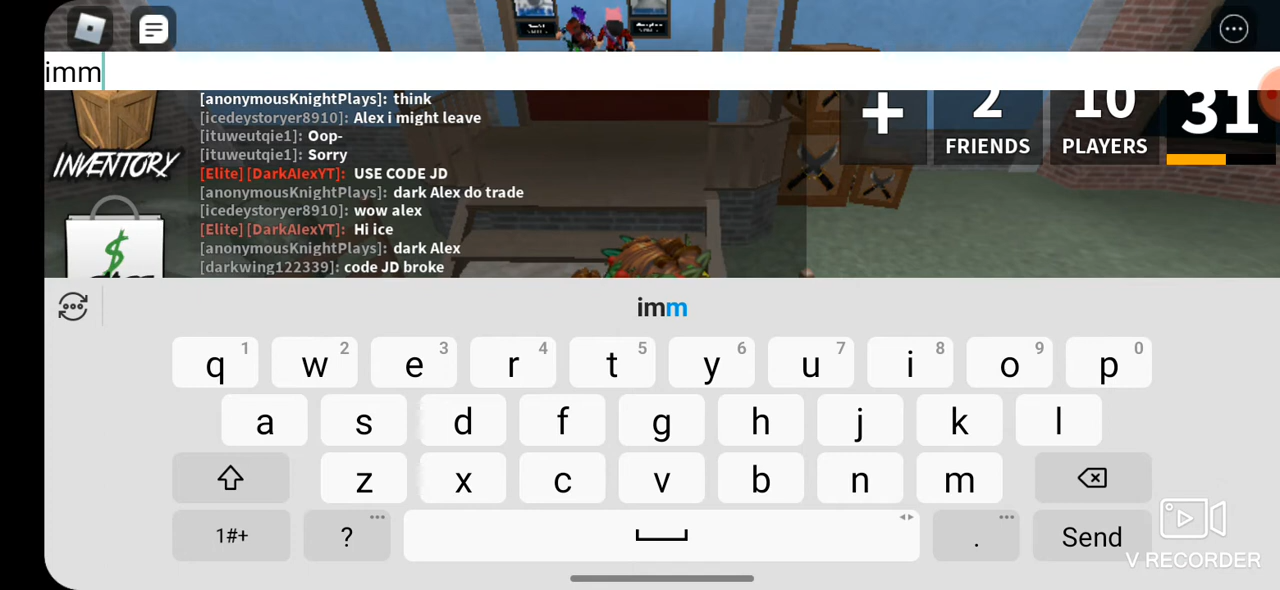 imm
[anonymousKnightPlays]: think
[icedeystoryer8910]: Alex i might leave
[ituweutqie1]: Oop-
[ituweutqie1]: Sorry
[Elite] [DarkAlexYT]: USE CODE JD
[anonymousKnightPlays]: dark Alex do trade
[icedeystoryer8910]: wow alex
[Elite] [DarkAlexYT]: Hi ice
[anonymousKnightPlays]: dark Alex
[darkwing122339]: code JD broke
INVENTORY
$
+
2
FRIENDS
10
PLAYERS
31
imm
q 1 w 2 e 3 r 4 t 5 y 6 u 7 i 8 o 9 p 0
a s d f g h j k l
z x c v b n m
1#+ ? . Send
V RECORDER